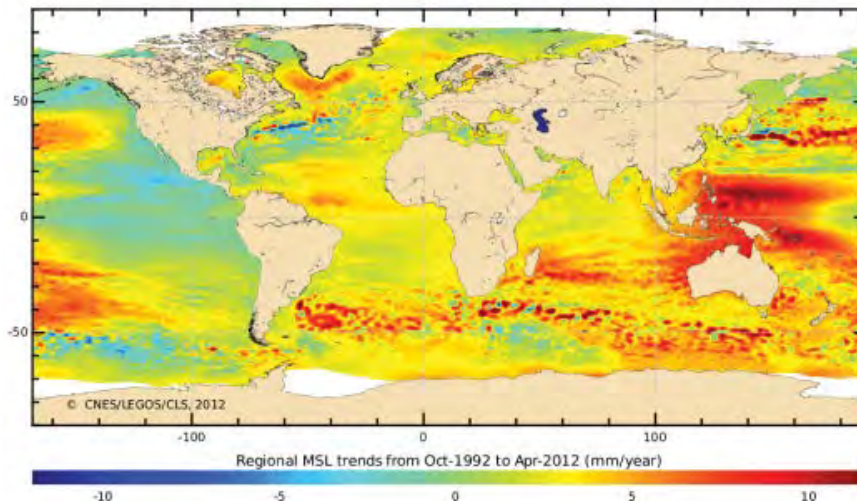 50
0
-50
© CNES/LEGOS/CLS, 2012
-100 0 100
Regional MSL trends from Oct-1992 to Apr-2012 (mm/year)
-10 -5 0 5 10